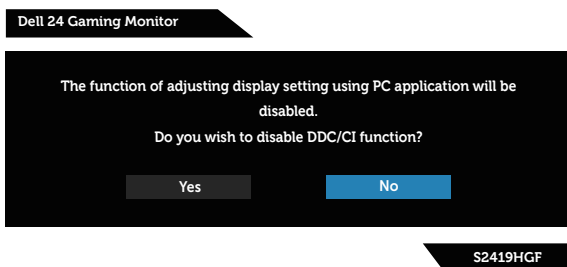 Dell 24 Gaming Monitor
The function of adjusting display setting using PC application will be
disabled.
Do you wish to disable DDC/CI function?
Yes
No
S2419HGF